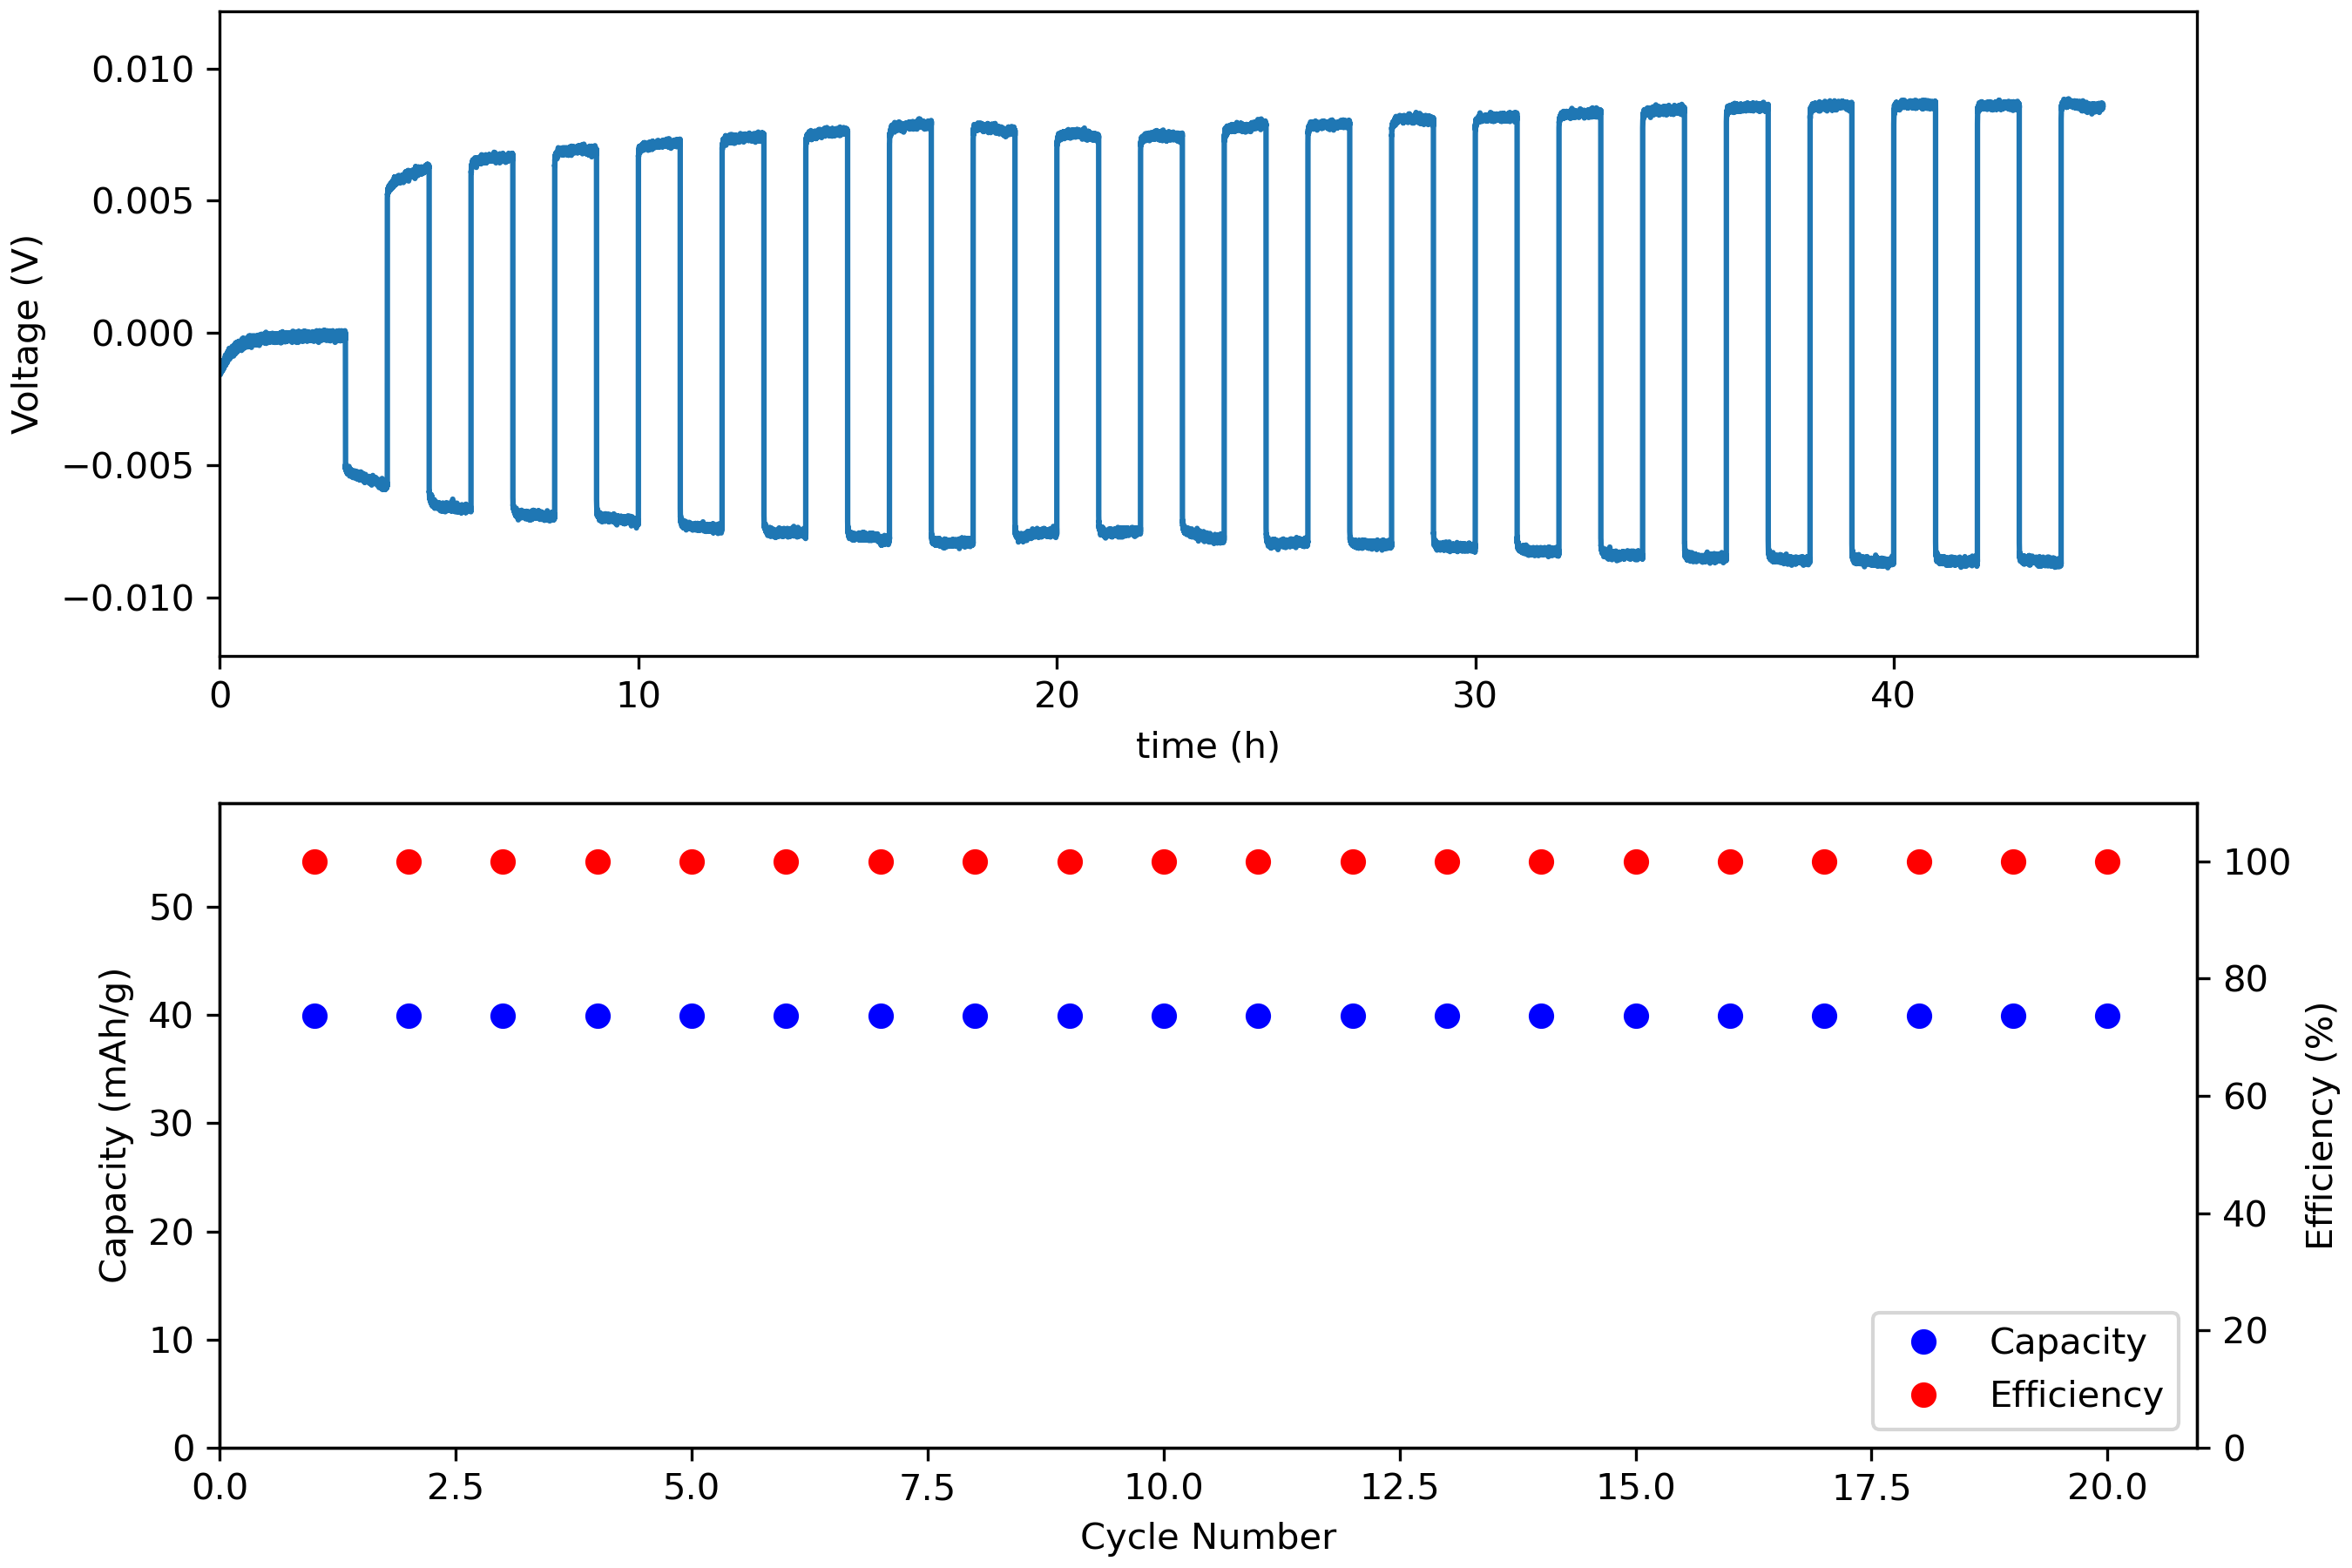 0.010
0.005
0.000
−0.005
−0.010
Voltage (V)
0 10 20 30 40
time (h)
50
40
30
20
10
0
Capacity (mAh/g)
100
80
60
40
20
0
Efficiency (%)
Capacity
Efficiency
0.0 2.5 5.0 7.5 10.0 12.5 15.0 17.5 20.0
Cycle Number